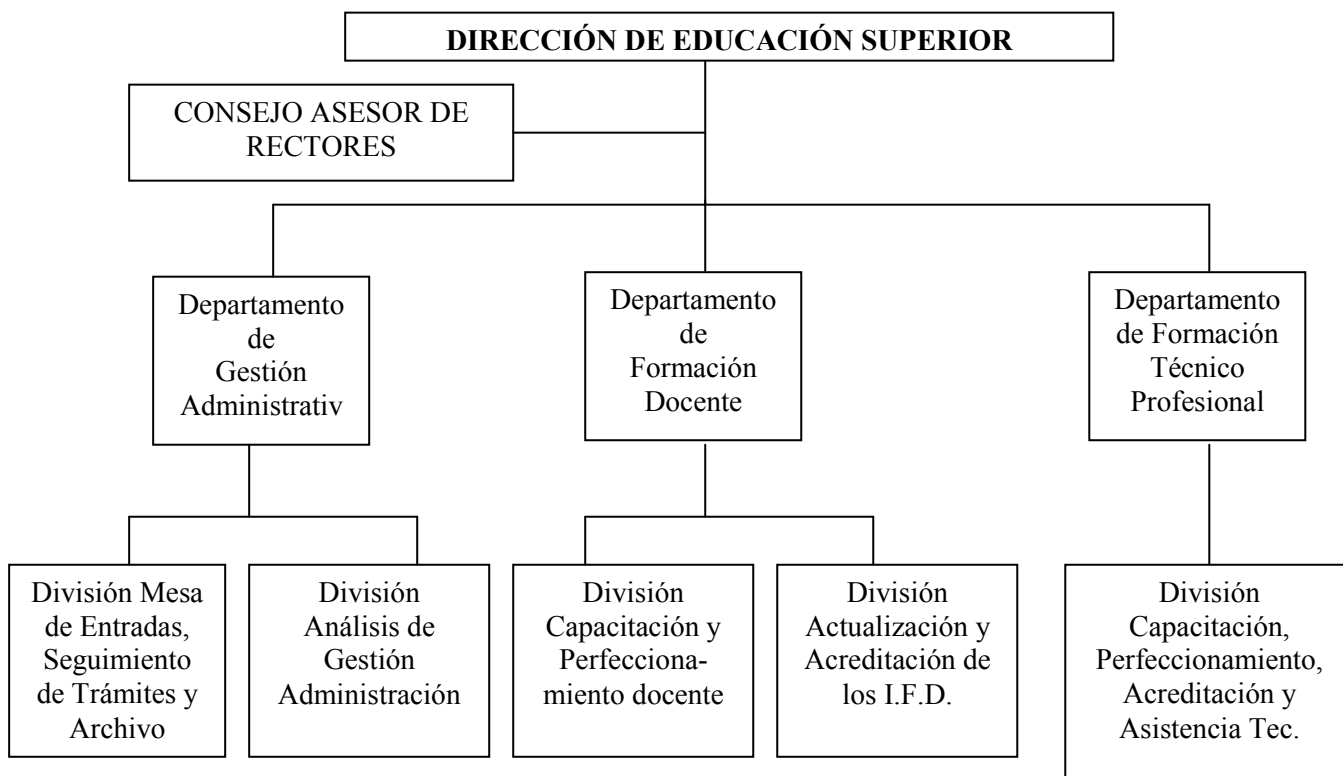 DIRECCIÓN DE EDUCACIÓN SUPERIOR
CONSEJO ASESOR DE
RECTORES
Departamento
de
Gestión
Administrativ
Departamento
de
Formación
Docente
Departamento
de Formación
Técnico
Profesional
División Mesa
de Entradas,
Seguimiento
de Trámites y
Archivo
División
Análisis de
Gestión
Administración
División
Capacitación y
Perfecciona-
miento docente
División
Actualización y
Acreditación de
los I.F.D.
División
Capacitación,
Perfeccionamiento,
Acreditación y
Asistencia Tec.